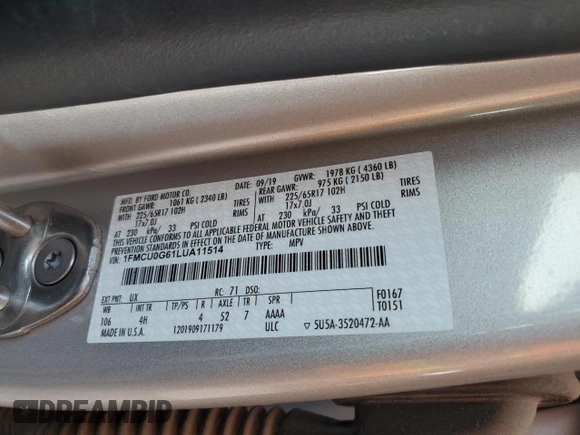 MFD. BY FORD MOTOR CO.
DATE: 09/19 GVWR: 1978 KG ( 4360 LB)
FRONT GAWR: 1061 KG ( 2340 LB) REAR GAWR: 975 KG ( 2150 LB)
WITH 225/65R17 102H TIRES WITH 225/65R17 102H TIRES
17x7.0J RIMS 17x7.0J RIMS
AT 230 kPa/ 33 PSI COLD AT 230 kPa/ 33 PSI COLD
THIS VEHICLE CONFORMS TO ALL APPLICABLE FEDERAL MOTOR VEHICLE SAFETY AND THEFT
PREVENTION STANDARDS IN EFFECT ON THE DATE OF MANUFACTURE SHOWN ABOVE.
VIN: 1FMCU0G61LUA11514 TYPE: MPV
EXT PNT: UX RC: 71 DSO: F0167
WB INT TR TP/PS R AXLE TR SPR T0151
106 4H 4 52 7 AAAA
MADE IN U.S.A. 1201909171179 ULC ▽ 5U5A-3520472-AA
DREAMBID